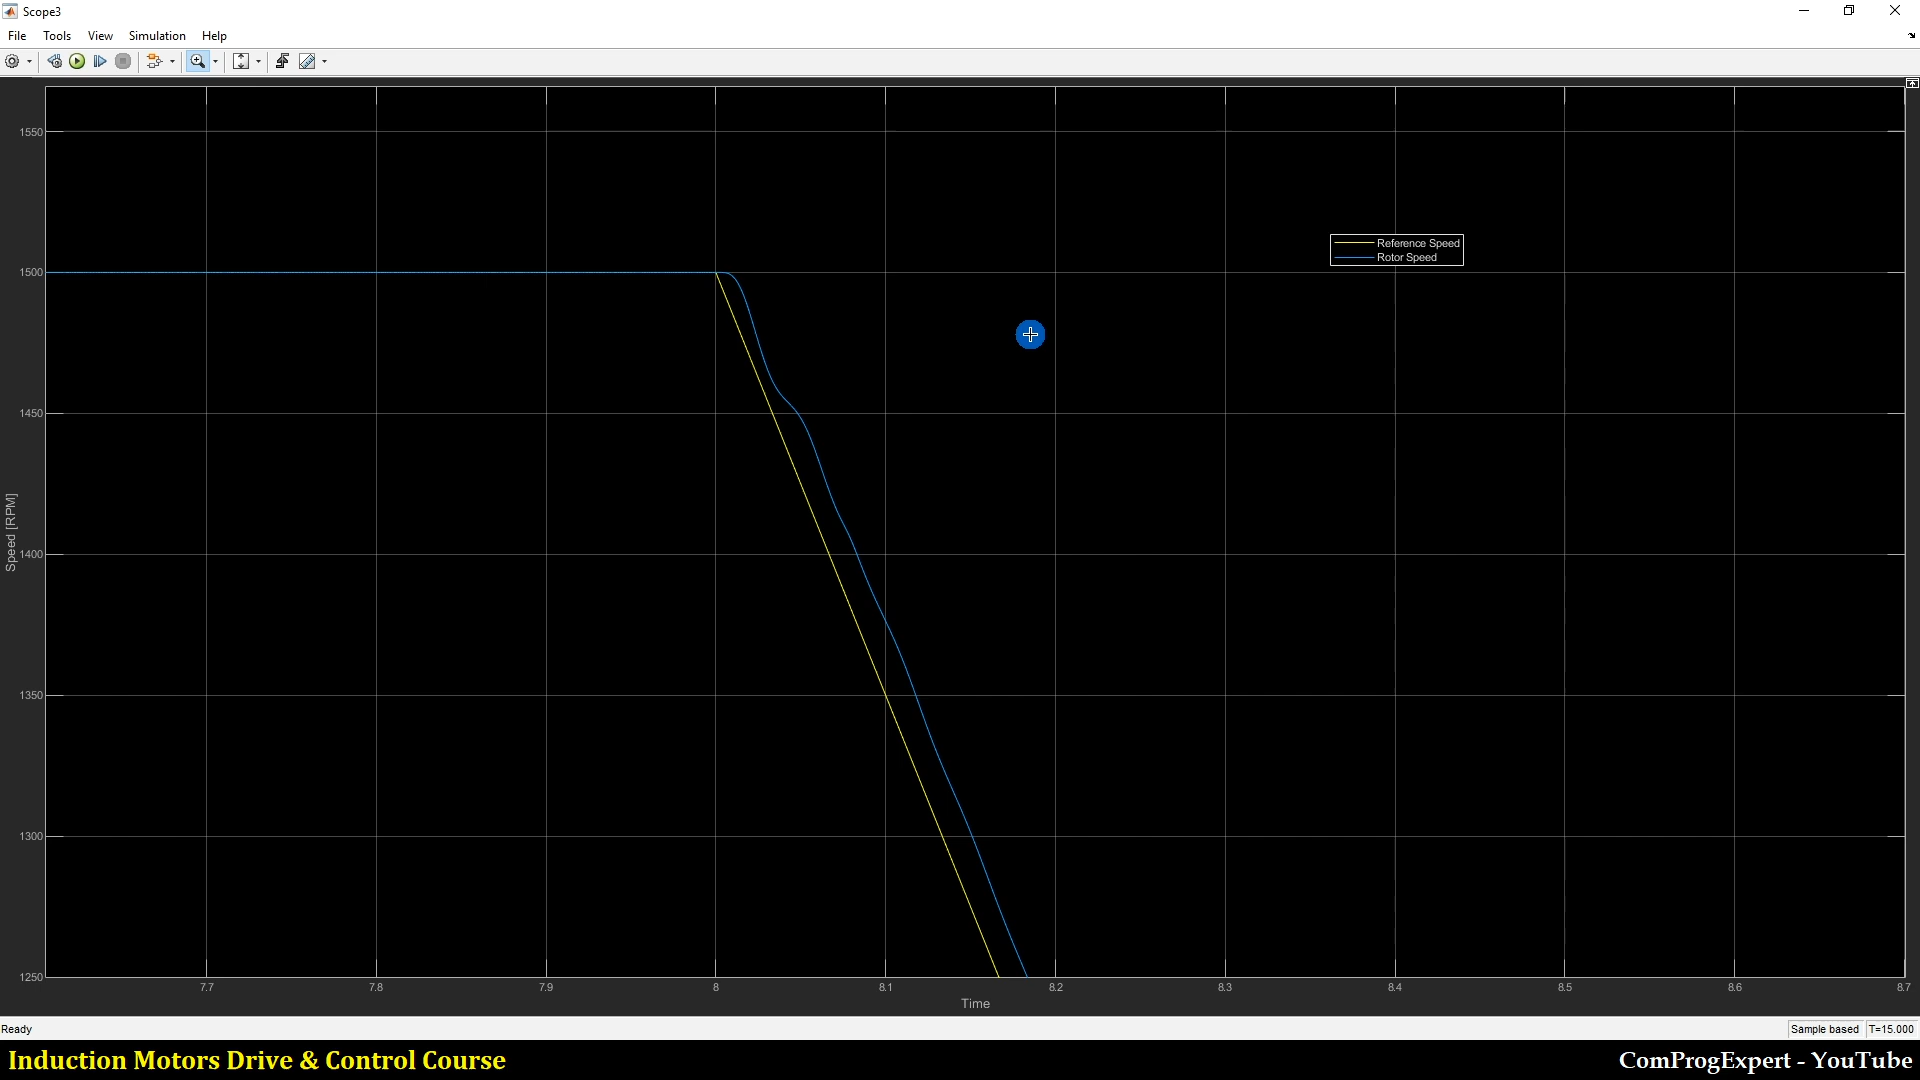 Scope3
File Tools View Simulation Help
1550
1500
1450
1400
1350
1300
1250
Speed [RPM]
Reference Speed
Rotor Speed
7.7 7.8 7.9 8 8.1 8.2 8.3 8.4 8.5 8.6 8.7
Time
Ready Sample based T=15.000
Induction Motors Drive & Control Course ComProgExpert - YouTube